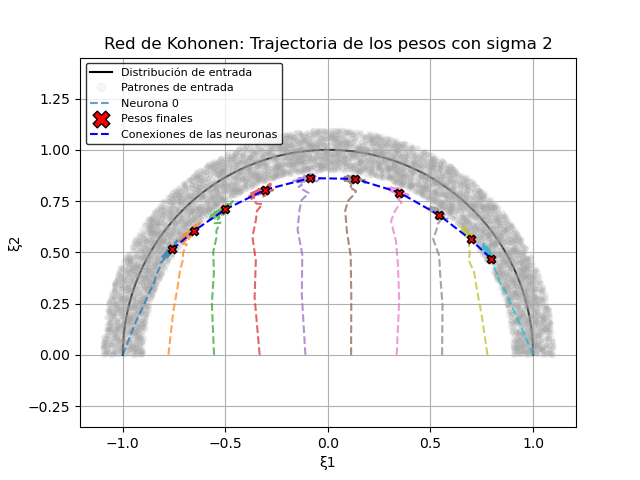 Red de Kohonen: Trayectoria de los pesos con sigma 2
Distribución de entrada
Patrones de entrada
Neurona 0
Pesos finales
Conexiones de las neuronas
1.25
1.00
0.75
0.50
0.25
0.00
−0.25
ξ2
−1.0 −0.5 0.0 0.5 1.0
ξ1